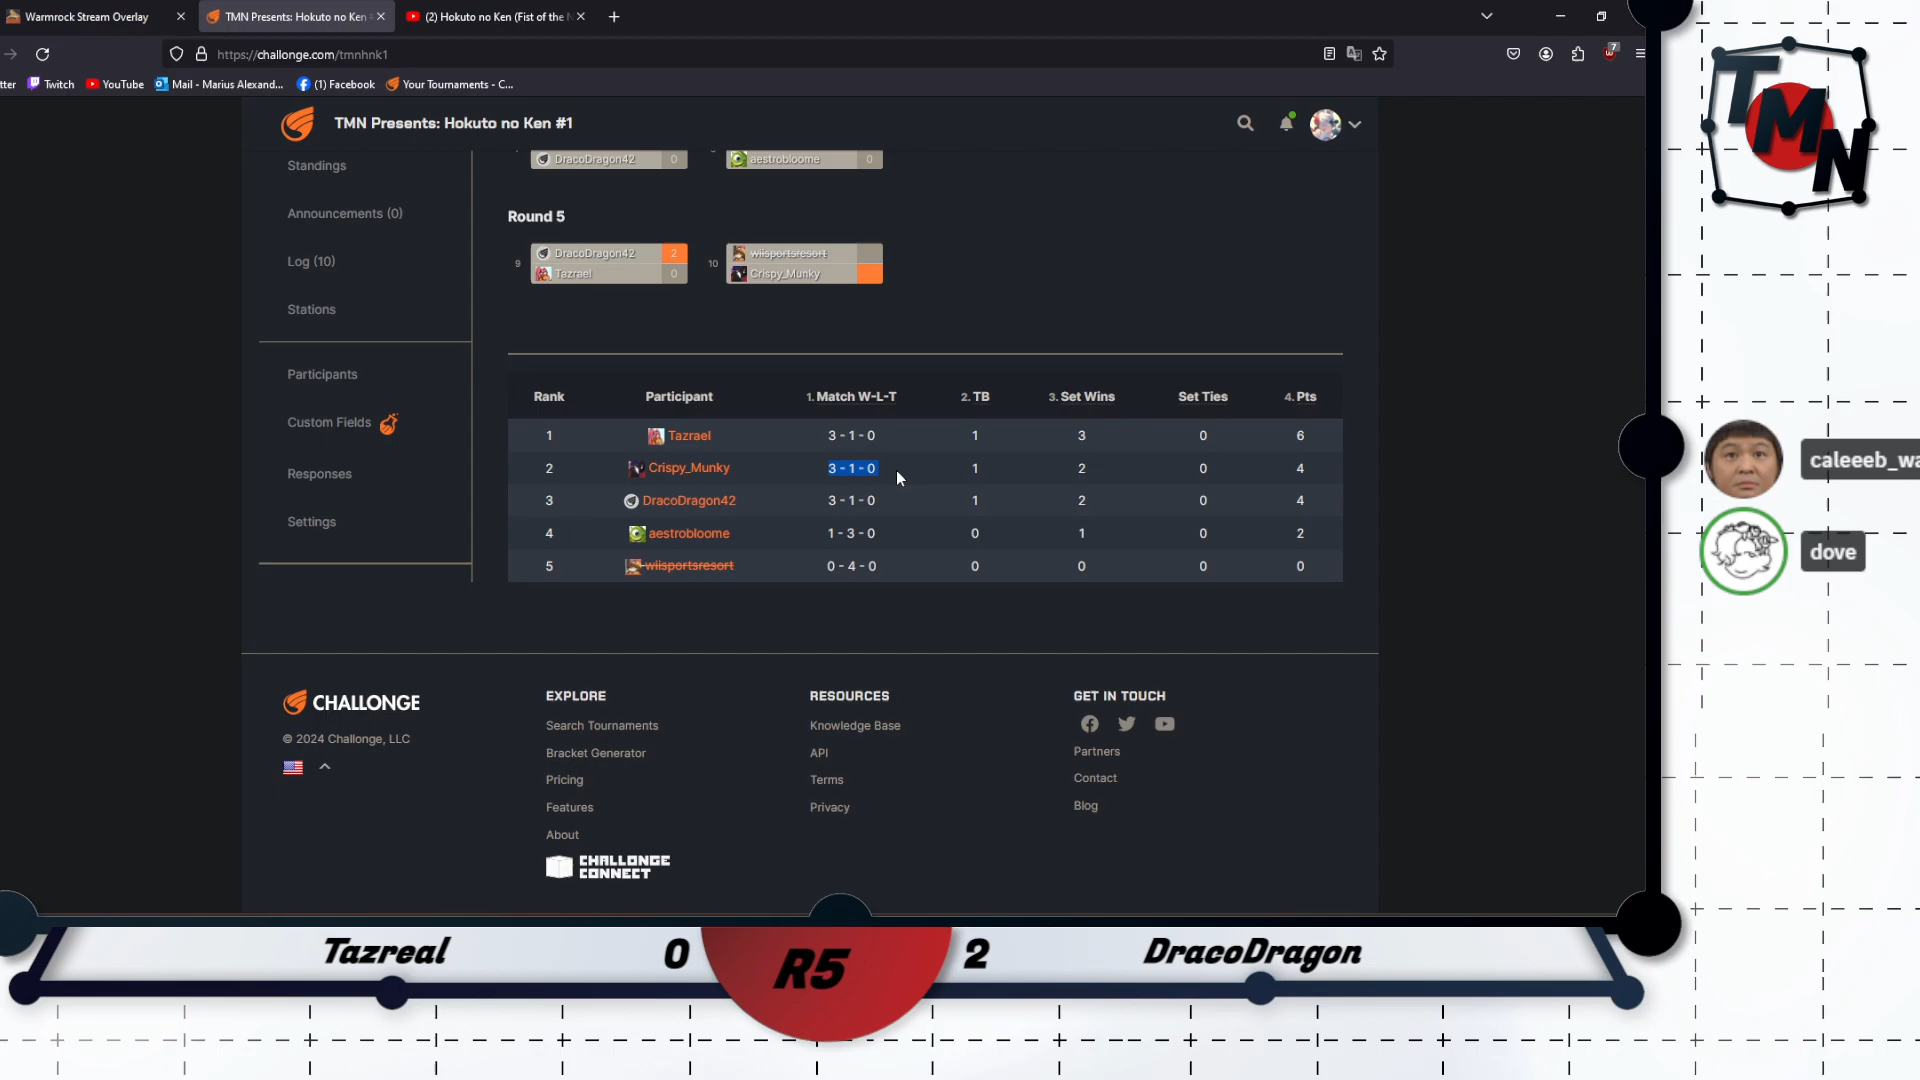 Warmrock Stream Overlay
TMN Presents: Hokuto no Ken
(2) Hokuto no Ken (Fist of the N
https://challonge.com/tmnhnk1
7
tter
Twitch
YouTube
Mail - Marius Alexand...
(1) Facebook
Your Tournaments - C...
TMN Presents: Hokuto no Ken #1
Standings
Announcements (0)
Log (10)
Stations
Participants
Custom Fields
Responses
Settings
DracoDragon42 0
aestrobloome 0
Round 5
9
DracoDragon42 2
Tazrael 0
10
wiisportsresort
Crispy_Munky
Rank Participant 1. Match W-L-T 2. TB 3. Set Wins Set Ties 4. Pts
1 Tazrael 3 - 1 - 0 1 3 0 6
2 Crispy_Munky 3 - 1 - 0 1 2 0 4
3 DracoDragon42 3 - 1 - 0 1 2 0 4
4 aestrobloome 1 - 3 - 0 0 1 0 2
5 wiisportsresort 0 - 4 - 0 0 0 0 0
CHALLONGE
© 2024 Challonge, LLC
EXPLORE
Search Tournaments
Bracket Generator
Pricing
Features
About
CHALLONGE
CONNECT
RESOURCES
Knowledge Base
API
Terms
Privacy
GET IN TOUCH
Partners
Contact
Blog
TMN
caleeeb_wa
dove
Tazreal 0 R5 2 DracoDragon